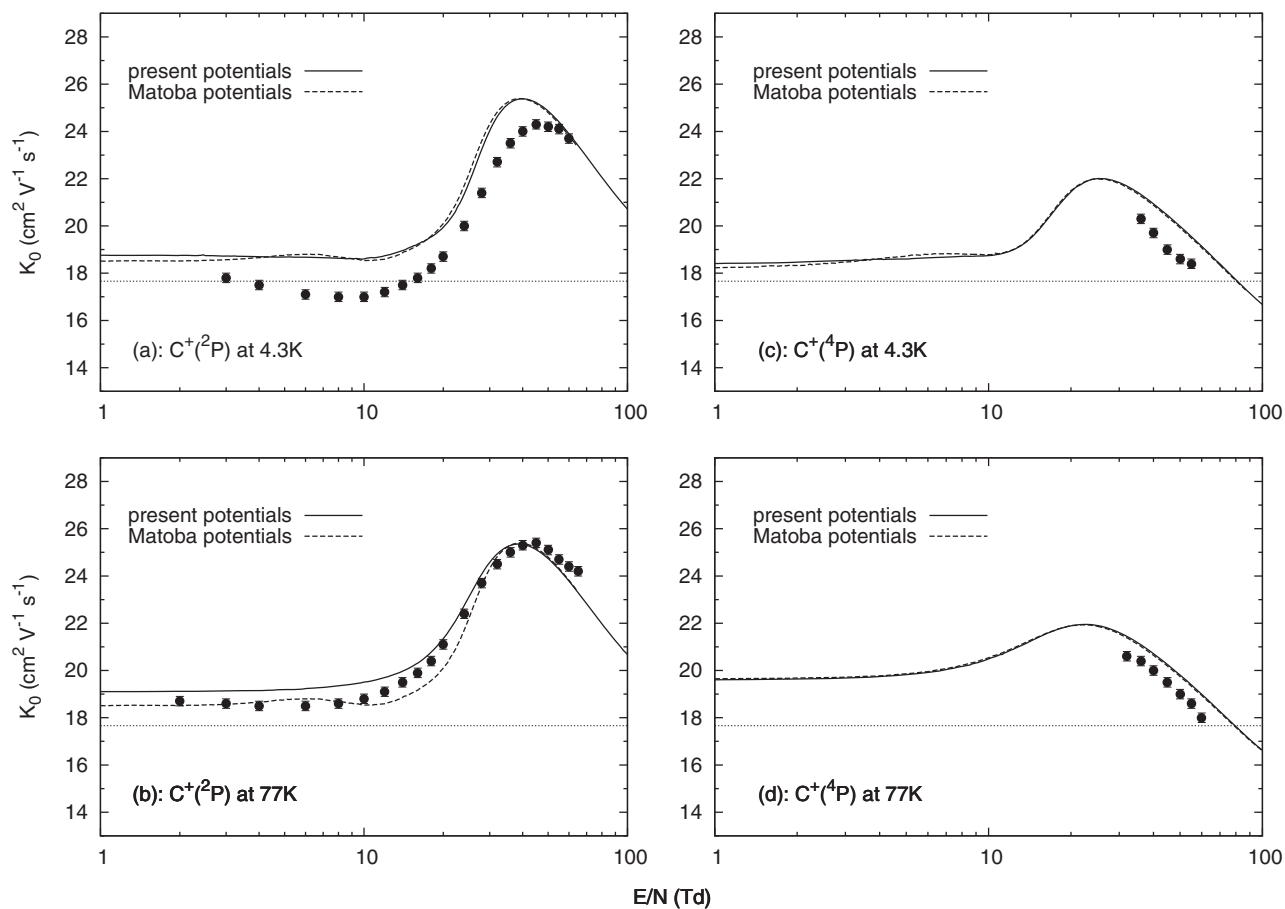 28
26
24
22
20
18
16
14
K0 (cm2 V-1 s-1)
present potentials
Matoba potentials
(a): C+(2P) at 4.3K
1
10
100
28
26
24
22
20
18
16
14
present potentials
Matoba potentials
(c): C+(4P) at 4.3K
1
10
100
28
26
24
22
20
18
16
14
K0 (cm2 V-1 s-1)
present potentials
Matoba potentials
(b): C+(2P) at 77K
1
10
100
28
26
24
22
20
18
16
14
present potentials
Matoba potentials
(d): C+(4P) at 77K
1
10
100
E/N (Td)